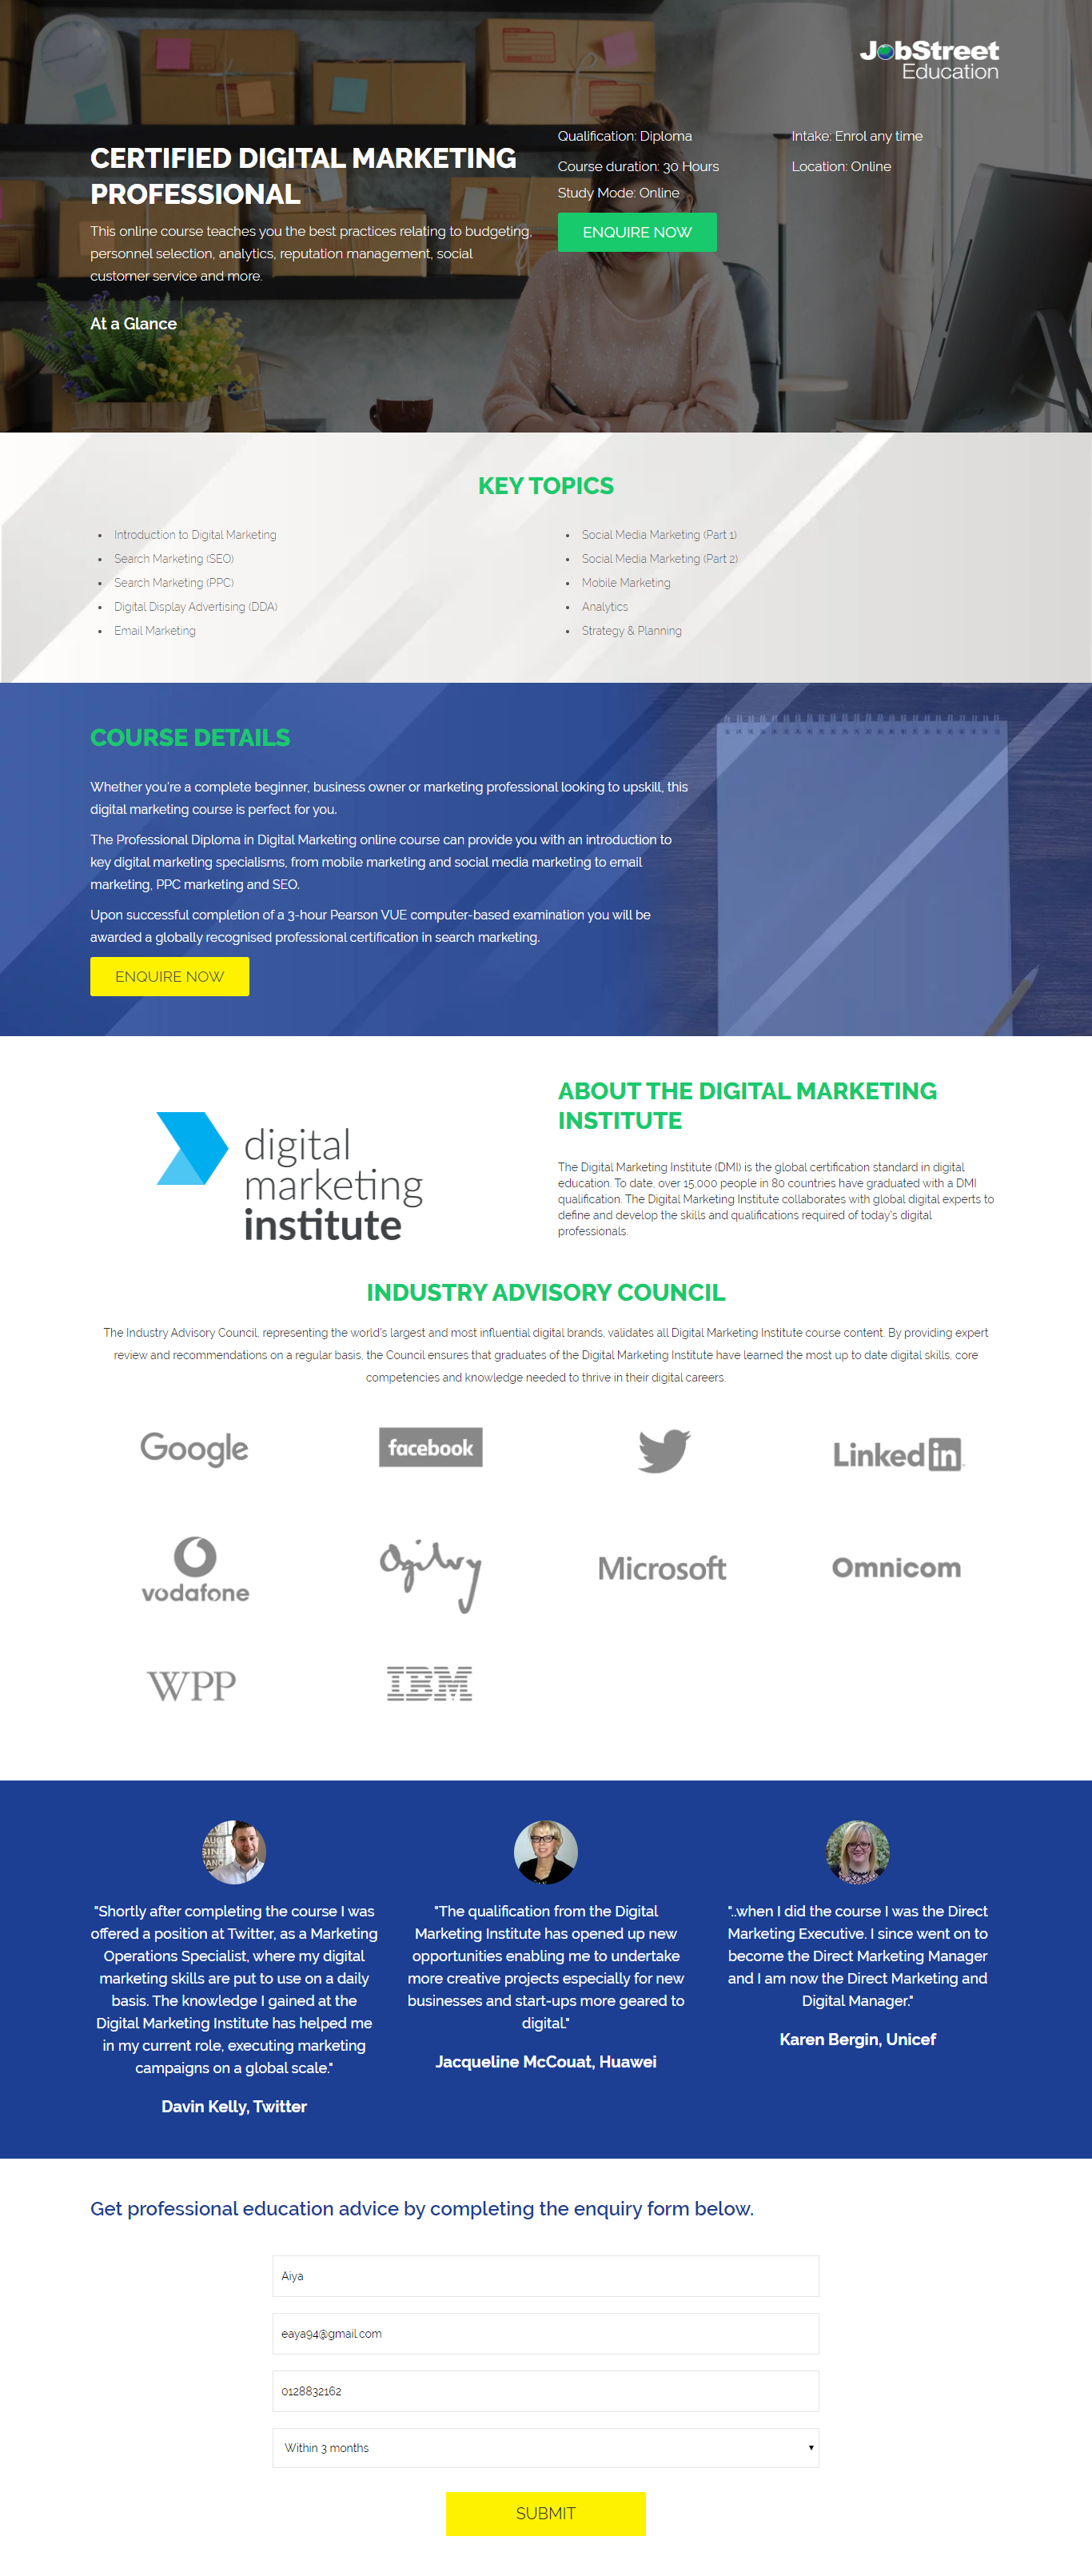 JobStreet
Education
CERTIFIED DIGITAL MARKETING
PROFESSIONAL
This online course teaches you the best practices relating to budgeting,
personnel selection, analytics, reputation management, social
customer service and more.
At a Glance
Qualification: Diploma
Intake: Enrol any time
Course duration: 30 Hours
Location: Online
Study Mode: Online
ENQUIRE NOW
KEY TOPICS
• Introduction to Digital Marketing
• Search Marketing (SEO)
• Search Marketing (PPC)
• Digital Display Advertising (DDA)
• Email Marketing
• Social Media Marketing (Part 1)
• Social Media Marketing (Part 2)
• Mobile Marketing
• Analytics
• Strategy & Planning
COURSE DETAILS
Whether you're a complete beginner, business owner or marketing professional looking to upskill, this
digital marketing course is perfect for you.
The Professional Diploma in Digital Marketing online course can provide you with an introduction to
key digital marketing specialisms, from mobile marketing and social media marketing to email
marketing, PPC marketing and SEO.
Upon successful completion of a 3-hour Pearson VUE computer-based examination you will be
awarded a globally recognised professional certification in search marketing.
ENQUIRE NOW
digital
marketing
institute
ABOUT THE DIGITAL MARKETING
INSTITUTE
The Digital Marketing Institute (DMI) is the global certification standard in digital
education. To date, over 15,000 people in 80 countries have graduated with a DMI
qualification. The Digital Marketing Institute collaborates with global digital experts to
define and develop the skills and qualifications required of today's digital
professionals.
INDUSTRY ADVISORY COUNCIL
The Industry Advisory Council, representing the world's largest and most influential digital brands, validates all Digital Marketing Institute course content. By providing expert
review and recommendations on a regular basis, the Council ensures that graduates of the Digital Marketing Institute have learned the most up to date digital skills, core
competencies and knowledge needed to thrive in their digital careers.
Google
facebook
Linked in
vodafone
Ogilvy
Microsoft
Omnicom
WPP
IBM
"Shortly after completing the course I was
offered a position at Twitter, as a Marketing
Operations Specialist, where my digital
marketing skills are put to use on a daily
basis. The knowledge I gained at the
Digital Marketing Institute has helped me
in my current role, executing marketing
campaigns on a global scale."
Davin Kelly, Twitter
"The qualification from the Digital
Marketing Institute has opened up new
opportunities enabling me to undertake
more creative projects especially for new
businesses and start-ups more geared to
digital."
Jacqueline McCouat, Huawei
"..when I did the course I was the Direct
Marketing Executive. I since went on to
become the Direct Marketing Manager
and I am now the Direct Marketing and
Digital Manager."
Karen Bergin, Unicef
Get professional education advice by completing the enquiry form below.
Aiya
eaya94@gmail.com
0128832162
Within 3 months
SUBMIT